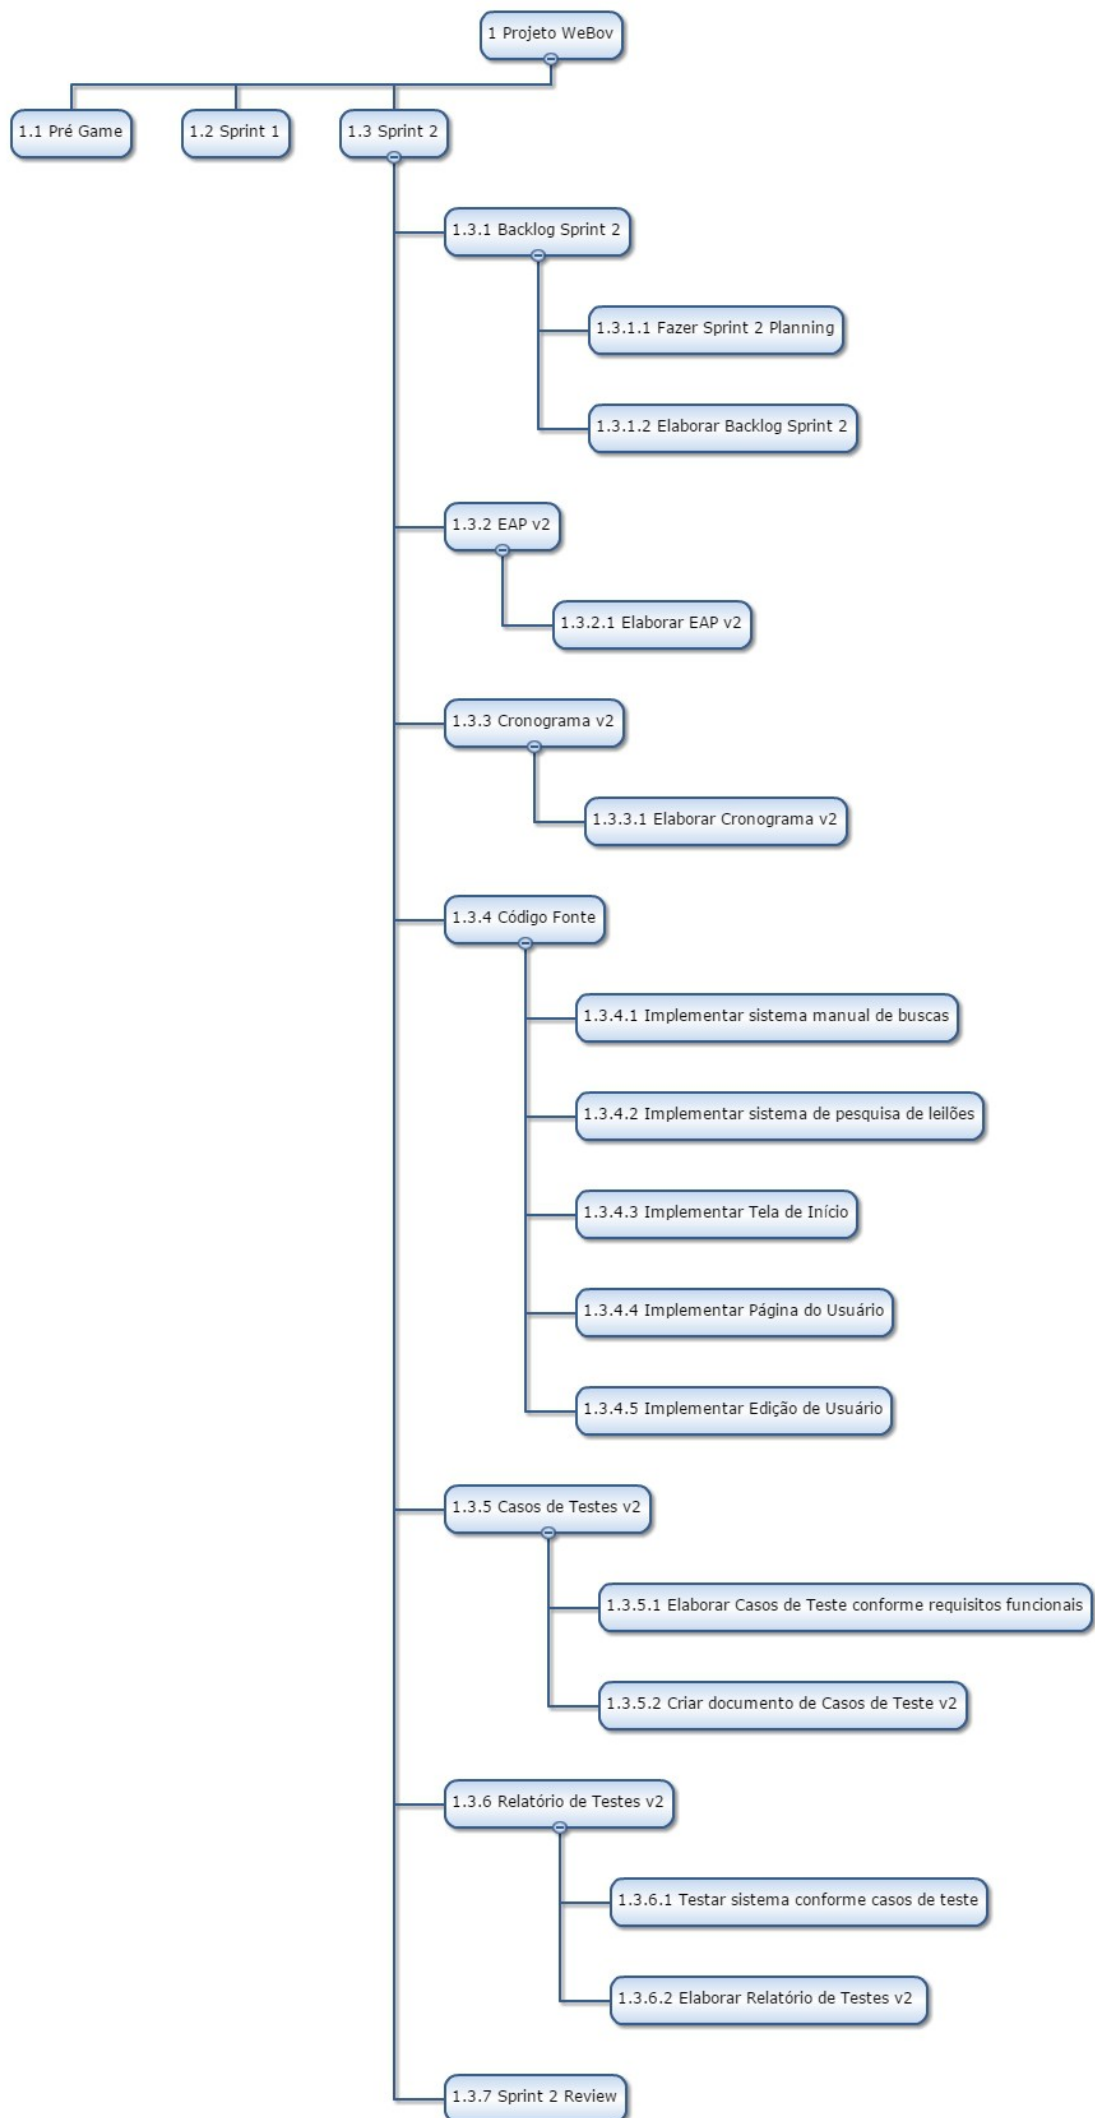 1 Projeto WeBov
1.1 Pré Game
1.2 Sprint 1
1.3 Sprint 2
1.3.1 Backlog Sprint 2
1.3.1.1 Fazer Sprint 2 Planning
1.3.1.2 Elaborar Backlog Sprint 2
1.3.2 EAP v2
1.3.2.1 Elaborar EAP v2
1.3.3 Cronograma v2
1.3.3.1 Elaborar Cronograma v2
1.3.4 Código Fonte
1.3.4.1 Implementar sistema manual de buscas
1.3.4.2 Implementar sistema de pesquisa de leilões
1.3.4.3 Implementar Tela de Início
1.3.4.4 Implementar Página do Usuário
1.3.4.5 Implementar Edição de Usuário
1.3.5 Casos de Testes v2
1.3.5.1 Elaborar Casos de Teste conforme requisitos funcionais
1.3.5.2 Criar documento de Casos de Teste v2
1.3.6 Relatório de Testes v2
1.3.6.1 Testar sistema conforme casos de teste
1.3.6.2 Elaborar Relatório de Testes v2
1.3.7 Sprint 2 Review